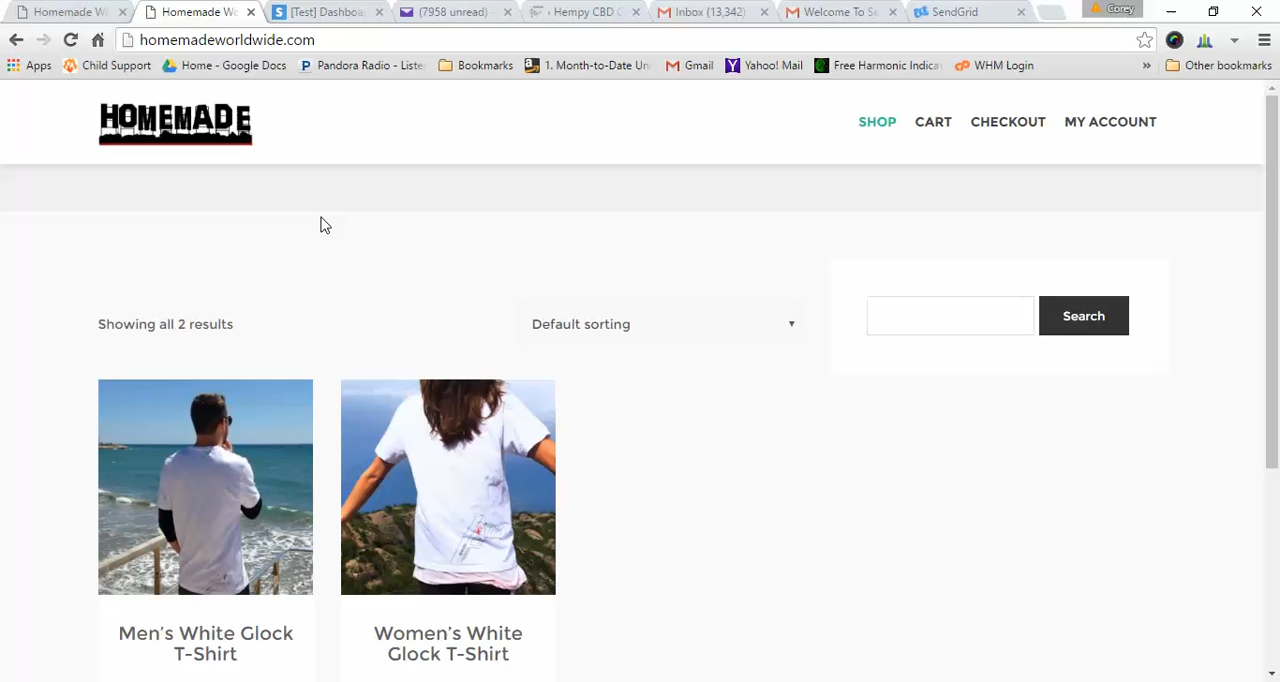 Homemade Wo
Homemade Wo
[Test] Dashboa
(7958 unread)
‹ Hempy CBD C
Inbox (13,342)
Welcome To Se
SendGrid
Corey
homemadeworldwide.com
Apps
Child Support
Home - Google Docs
Pandora Radio - Liste
Bookmarks
1. Month-to-Date Un
Gmail
Yahoo! Mail
Free Harmonic Indica
WHM Login
»
Other bookmarks
HOMEMADE
SHOP
CART
CHECKOUT
MY ACCOUNT
Showing all 2 results
Default sorting
Search
Men's White Glock
T-Shirt
Women's White
Glock T-Shirt